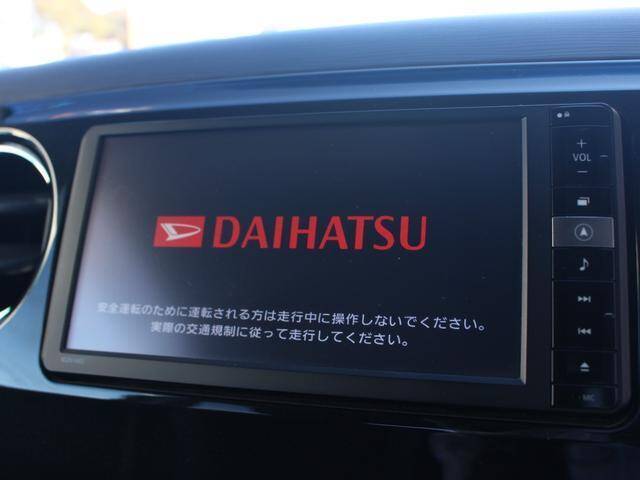 DAIHATSU
安全運転のために運転される方は走行中に操作しないでください。
実際の交通規制に従って走行してください。
+
VOL
−
MIC